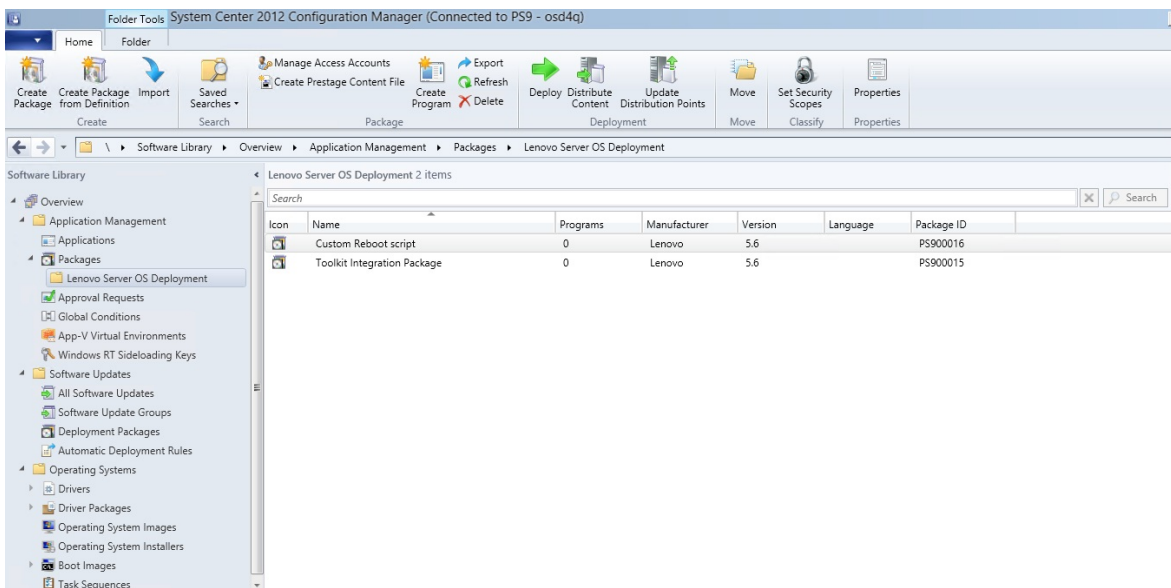 Folder Tools System Center 2012 Configuration Manager (Connected to PS9 - osd4q)
Home Folder
Create Package
Create Package from Definition
Import
Saved Searches
Manage Access Accounts
Create Prestage Content File
Create Program
Export
Refresh
Delete
Deploy
Distribute Content
Update Distribution Points
Move
Set Security Scopes
Properties
Create Search Package Deployment Move Classify Properties
\ Software Library Overview Application Management Packages Lenovo Server OS Deployment
Software Library
Overview
Application Management
Applications
Packages
Lenovo Server OS Deployment
Approval Requests
Global Conditions
App-V Virtual Environments
Windows RT Sideloading Keys
Software Updates
All Software Updates
Software Update Groups
Deployment Packages
Automatic Deployment Rules
Operating Systems
Drivers
Driver Packages
Operating System Images
Operating System Installers
Boot Images
Task Sequences
Lenovo Server OS Deployment 2 items
Search Search
Icon Name Programs Manufacturer Version Language Package ID
Custom Reboot script 0 Lenovo 5.6 PS900016
Toolkit Integration Package 0 Lenovo 5.6 PS900015